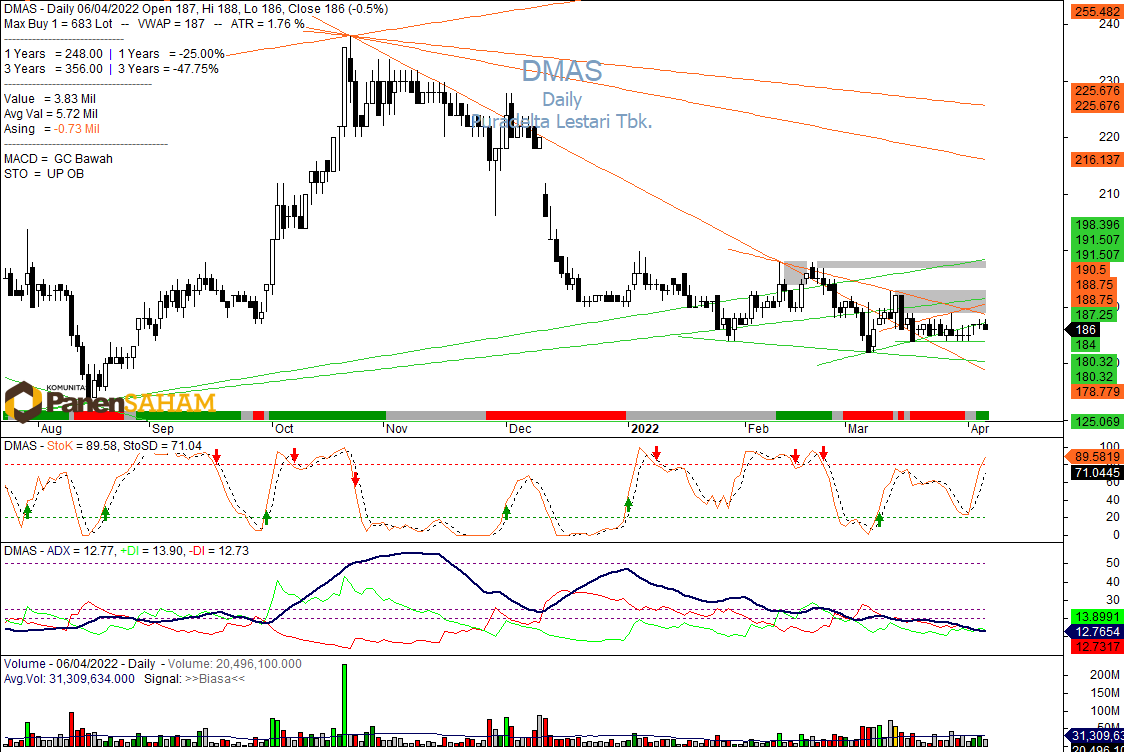 DMAS - Daily 06/04/2022 Open 187, Hi 188, Lo 186, Close 186 (-0.5%)
Max Buy 1 = 683 Lot -- VWAP = 187 -- ATR = 1.76 %
1 Years = 248.00 | 1 Years = -25.00%
3 Years = 356.00 | 3 Years = -47.75%
Value = 3.83 Mil
Avg Val = 5.72 Mil
Asing = -0.73 Mil
MACD = GC Bawah
STO = UP OB
DMAS
Daily
Puradelta Lestari Tbk.
255.482
240
230
225.676
225.676
220
216.137
210
198.396
191.507
191.507
190.5
188.75
188.75
187.25
186
184
180.32
180.32
178.779
125.069
KOMUNITA
PanenSAHAM
Aug Sep Oct Nov Dec 2022 Feb Mar Apr
DMAS - StoK = 89.58, StoSD = 71.04
100
89.5819
71.0445
60
40
20
0
DMAS - ADX = 12.77, +DI = 13.90, -DI = 12.73
50
40
30
13.8991
12.7654
12.7317
Volume - 06/04/2022 - Daily - Volume: 20,496,100.000
Avg.Vol: 31,309,634.000 Signal: >>Biasa<<
200M
150M
100M
50M
31,309,63
20,496,10